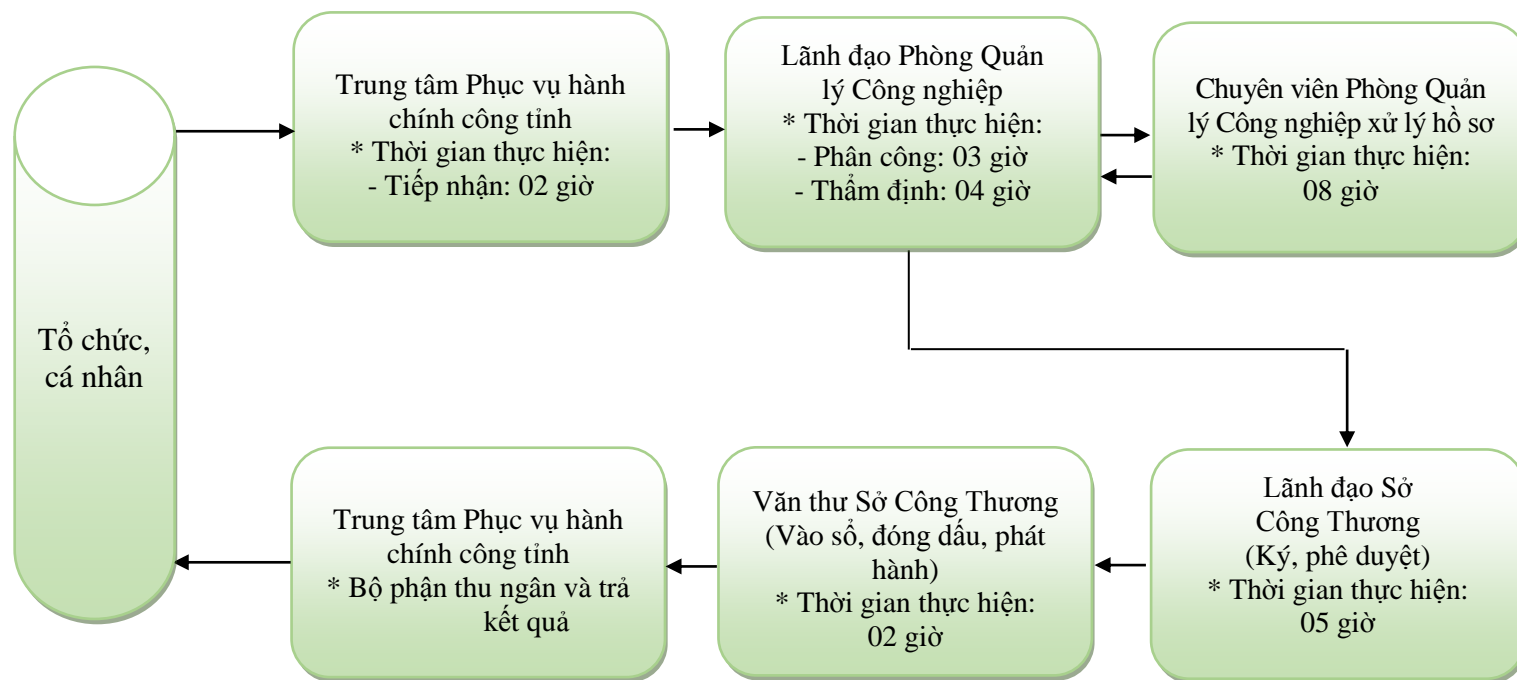 Tổ chức,
cá nhân
Trung tâm Phục vụ hành
chính công tỉnh
* Thời gian thực hiện:
- Tiếp nhận: 02 giờ
Lãnh đạo Phòng Quản
lý Công nghiệp
* Thời gian thực hiện:
- Phân công: 03 giờ
- Thẩm định: 04 giờ
Chuyên viên Phòng Quản
lý Công nghiệp xử lý hồ sơ
* Thời gian thực hiện:
08 giờ
Lãnh đạo Sở
Công Thương
(Ký, phê duyệt)
* Thời gian thực hiện:
05 giờ
Văn thư Sở Công Thương
(Vào sổ, đóng dấu, phát
hành)
* Thời gian thực hiện:
02 giờ
Trung tâm Phục vụ hành
chính công tỉnh
* Bộ phận thu ngân và trả
kết quả